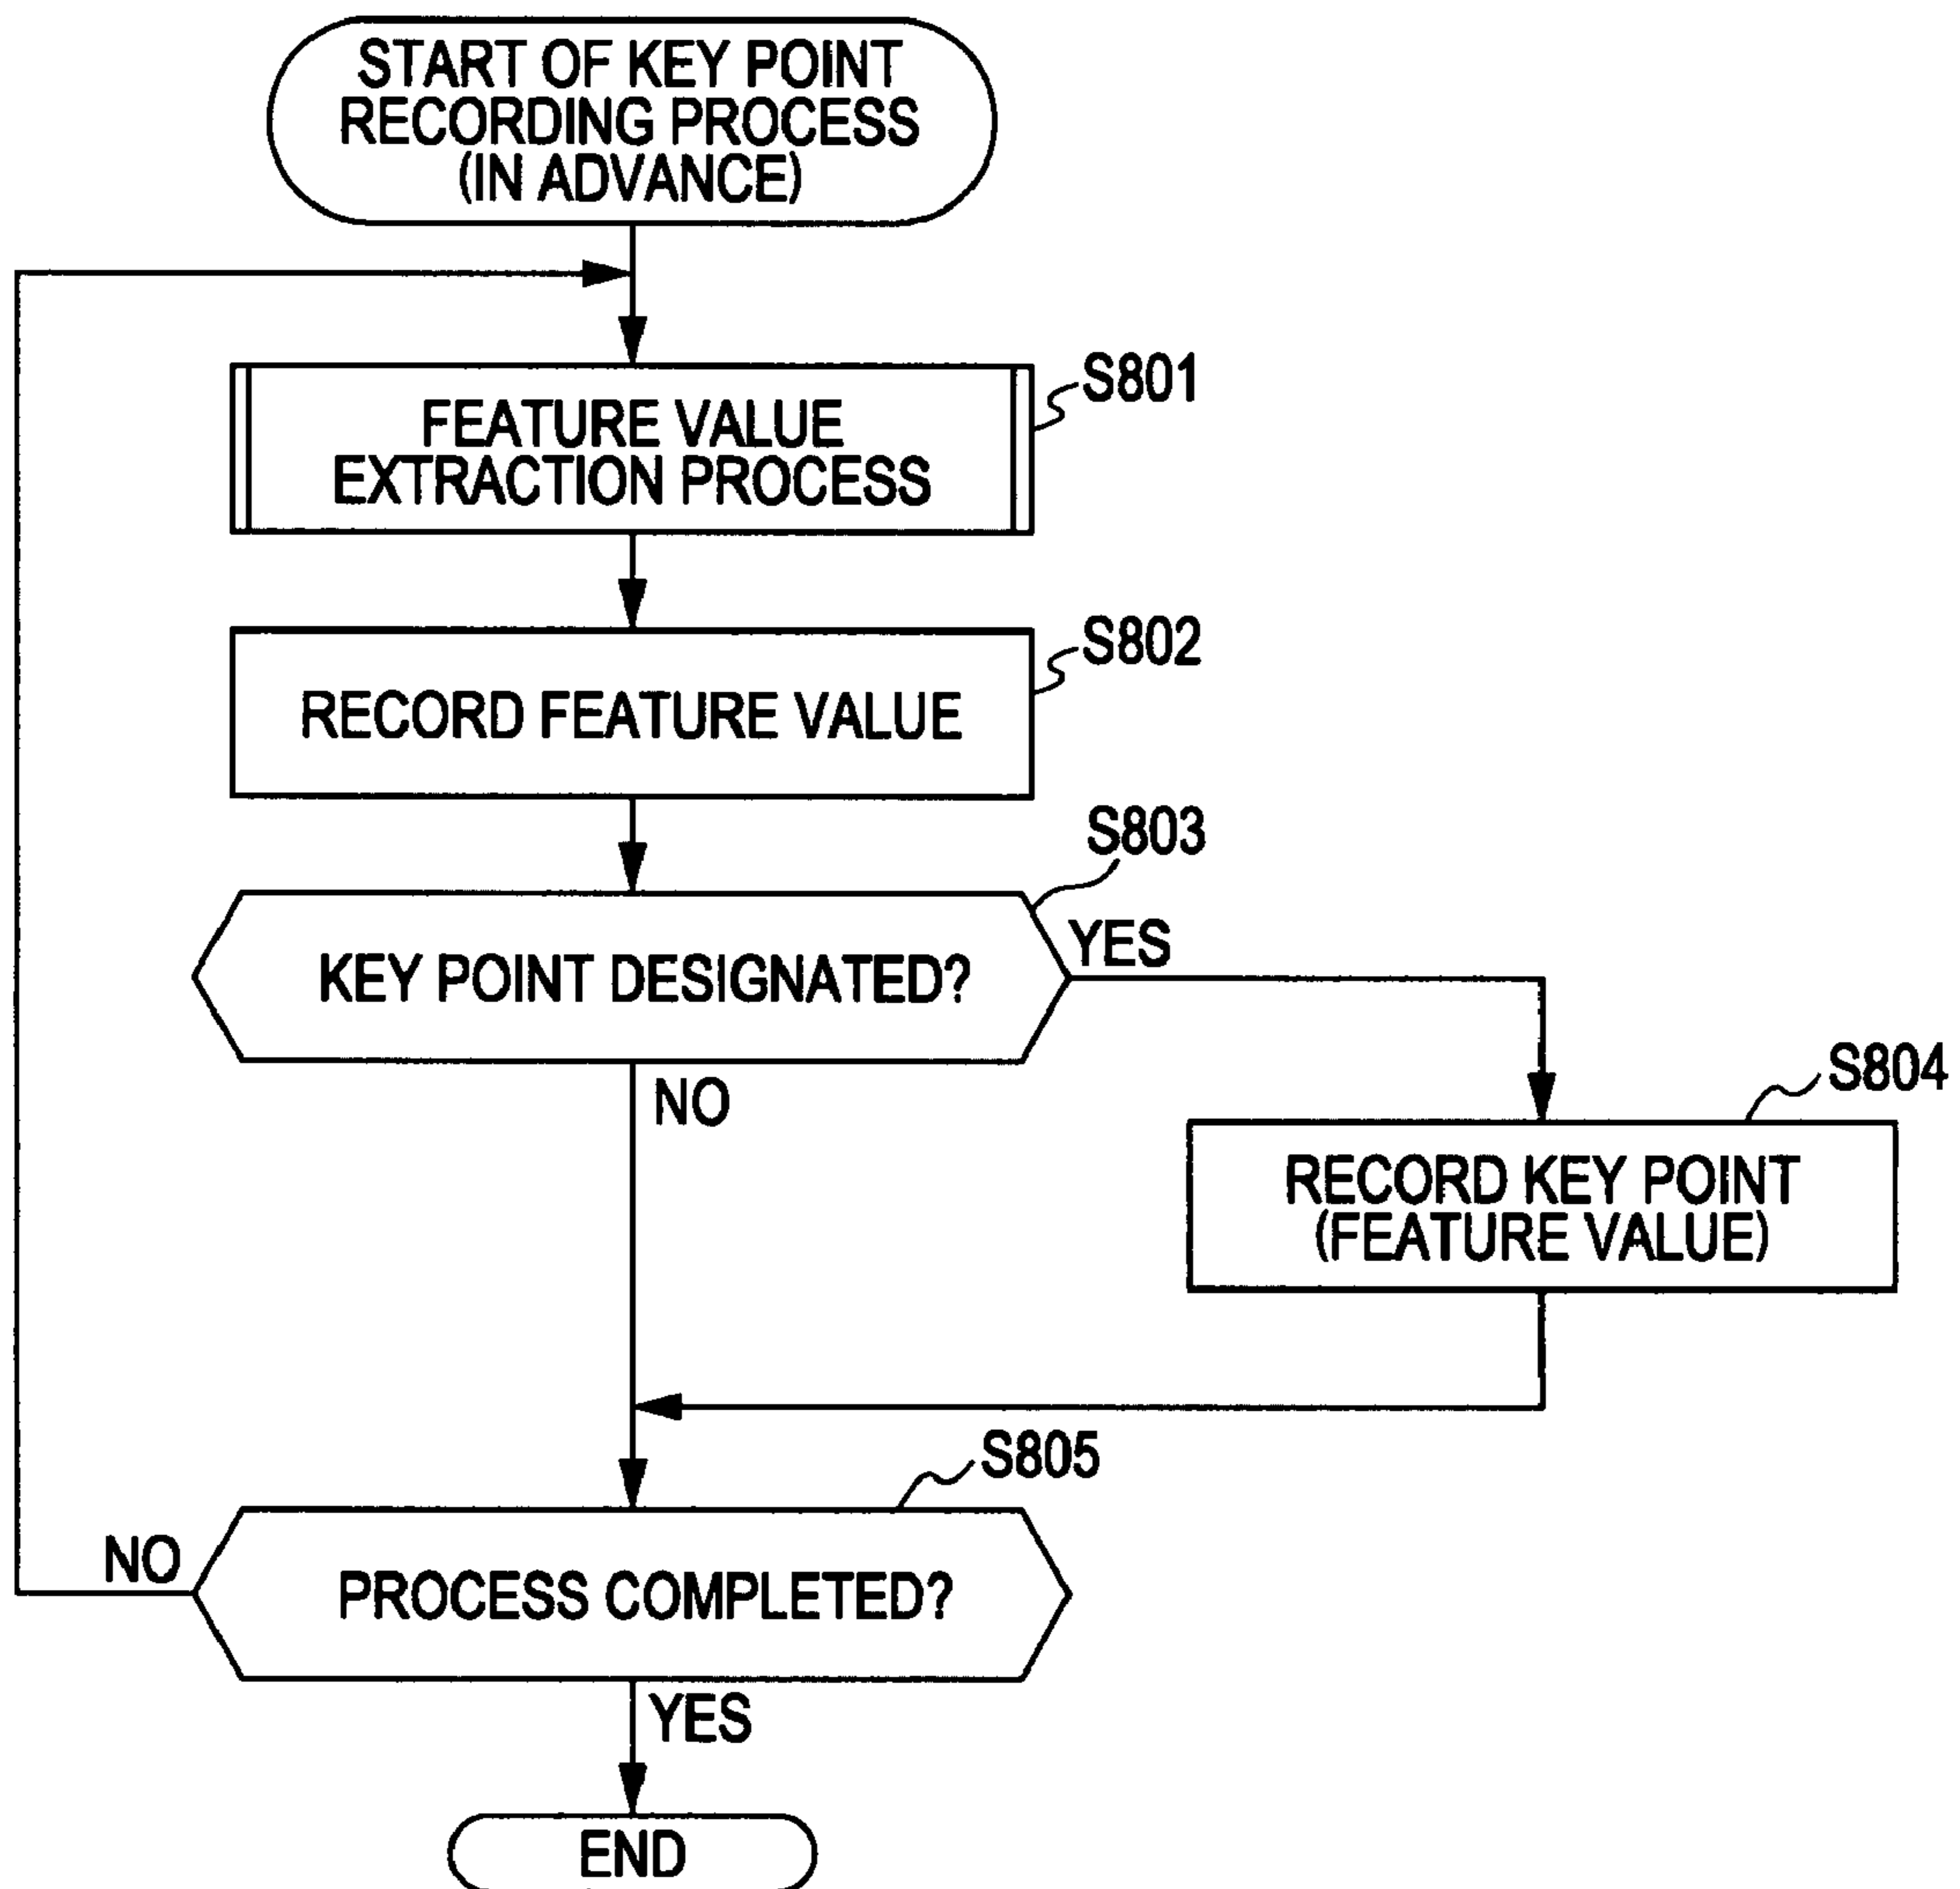 START OF KEY POINT
RECORDING PROCESS
(IN ADVANCE)
S801
FEATURE VALUE
EXTRACTION PROCESS
S802
RECORD FEATURE VALUE
S803
KEY POINT DESIGNATED?
YES
NO
S804
RECORD KEY POINT
(FEATURE VALUE)
S805
NO
PROCESS COMPLETED?
YES
END